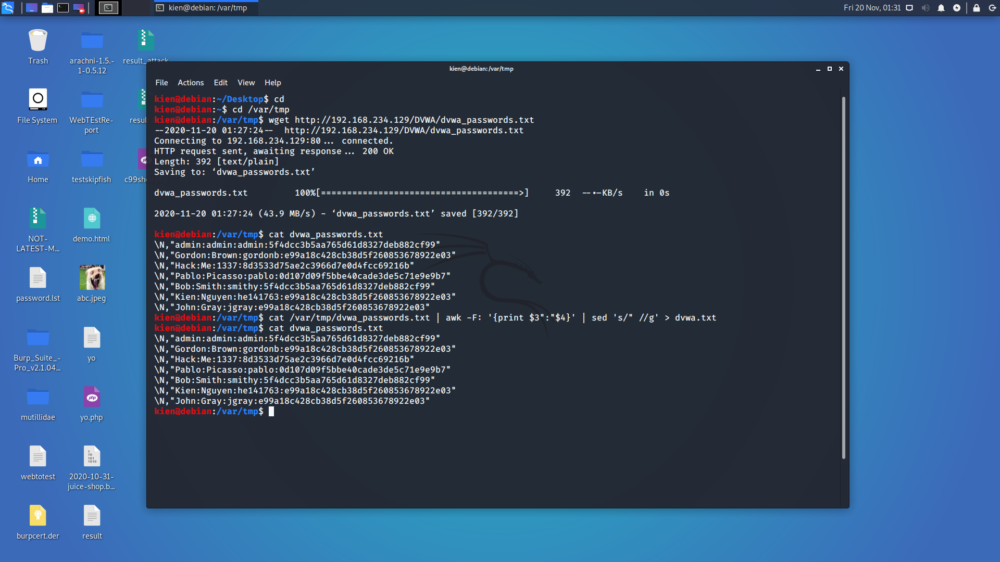 kien@debian: /var/tmp
Fri 20 Nov, 01:31
Trash
arachni-1.5.-
1-0.5.12
result_attack
File System
WebTEstRe-
port
resul
Home
testskipfish
c99sh
NOT-
LATEST-M...
demo.html
password.lst
abc.jpeg
Burp_Suite_-
Pro_v2.1.04...
yo
mutillidae
yo.php
php
webtotest
2020-10-31-
juice-shop.b...
1
10
101
1010
burpcert.der
result
kien@debian: /var/tmp
File Actions Edit View Help
kien@debian:~/Desktop$ cd
kien@debian:~$ cd /var/tmp
kien@debian:/var/tmp$ wget http://192.168.234.129/DVWA/dvwa_passwords.txt
--2020-11-20 01:27:24--  http://192.168.234.129/DVWA/dvwa_passwords.txt
Connecting to 192.168.234.129:80... connected.
HTTP request sent, awaiting response... 200 OK
Length: 392 [text/plain]
Saving to: ‘dvwa_passwords.txt’
dvwa_passwords.txt 100%[======================================>] 392 --.-KB/s in 0s
2020-11-20 01:27:24 (43.9 MB/s) - ‘dvwa_passwords.txt’ saved [392/392]
kien@debian:/var/tmp$ cat dvwa_passwords.txt
\N,"admin:admin:admin:5f4dcc3b5aa765d61d8327deb882cf99"
\N,"Gordon:Brown:gordonb:e99a18c428cb38d5f260853678922e03"
\N,"Hack:Me:1337:8d3533d75ae2c3966d7e0d4fcc69216b"
\N,"Pablo:Picasso:pablo:0d107d09f5bbe40cade3de5c71e9e9b7"
\N,"Bob:Smith:smithy:5f4dcc3b5aa765d61d8327deb882cf99"
\N,"Kien:Nguyen:he141763:e99a18c428cb38d5f260853678922e03"
\N,"John:Gray:jgray:e99a18c428cb38d5f260853678922e03"
kien@debian:/var/tmp$ cat /var/tmp/dvwa_passwords.txt | awk -F: '{print $3":"$4}' | sed 's/" //g' > dvwa.txt
kien@debian:/var/tmp$ cat dvwa_passwords.txt
\N,"admin:admin:admin:5f4dcc3b5aa765d61d8327deb882cf99"
\N,"Gordon:Brown:gordonb:e99a18c428cb38d5f260853678922e03"
\N,"Hack:Me:1337:8d3533d75ae2c3966d7e0d4fcc69216b"
\N,"Pablo:Picasso:pablo:0d107d09f5bbe40cade3de5c71e9e9b7"
\N,"Bob:Smith:smithy:5f4dcc3b5aa765d61d8327deb882cf99"
\N,"Kien:Nguyen:he141763:e99a18c428cb38d5f260853678922e03"
\N,"John:Gray:jgray:e99a18c428cb38d5f260853678922e03"
kien@debian:/var/tmp$